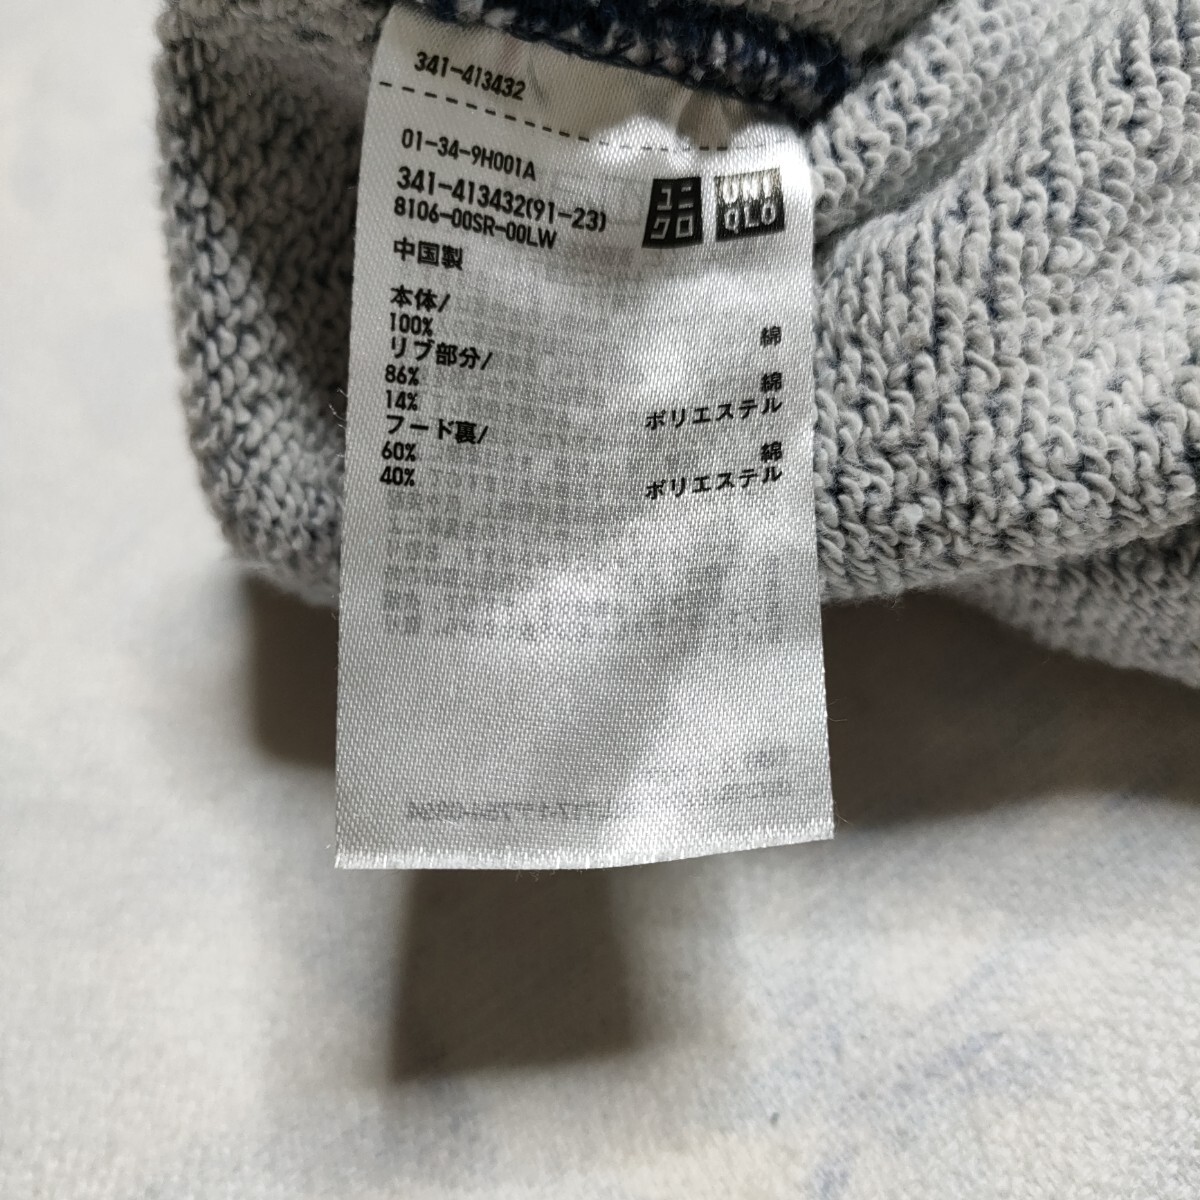 341-413432
01-34-9H001A
341-413432(91-23)
8106-00SR-00LW
ユニ
クロ
UNI
QLO
中国製
本体/
100% 綿
リブ部分/
86% 綿
14% ポリエステル
フード裏/
60% 綿
40% ポリエステル